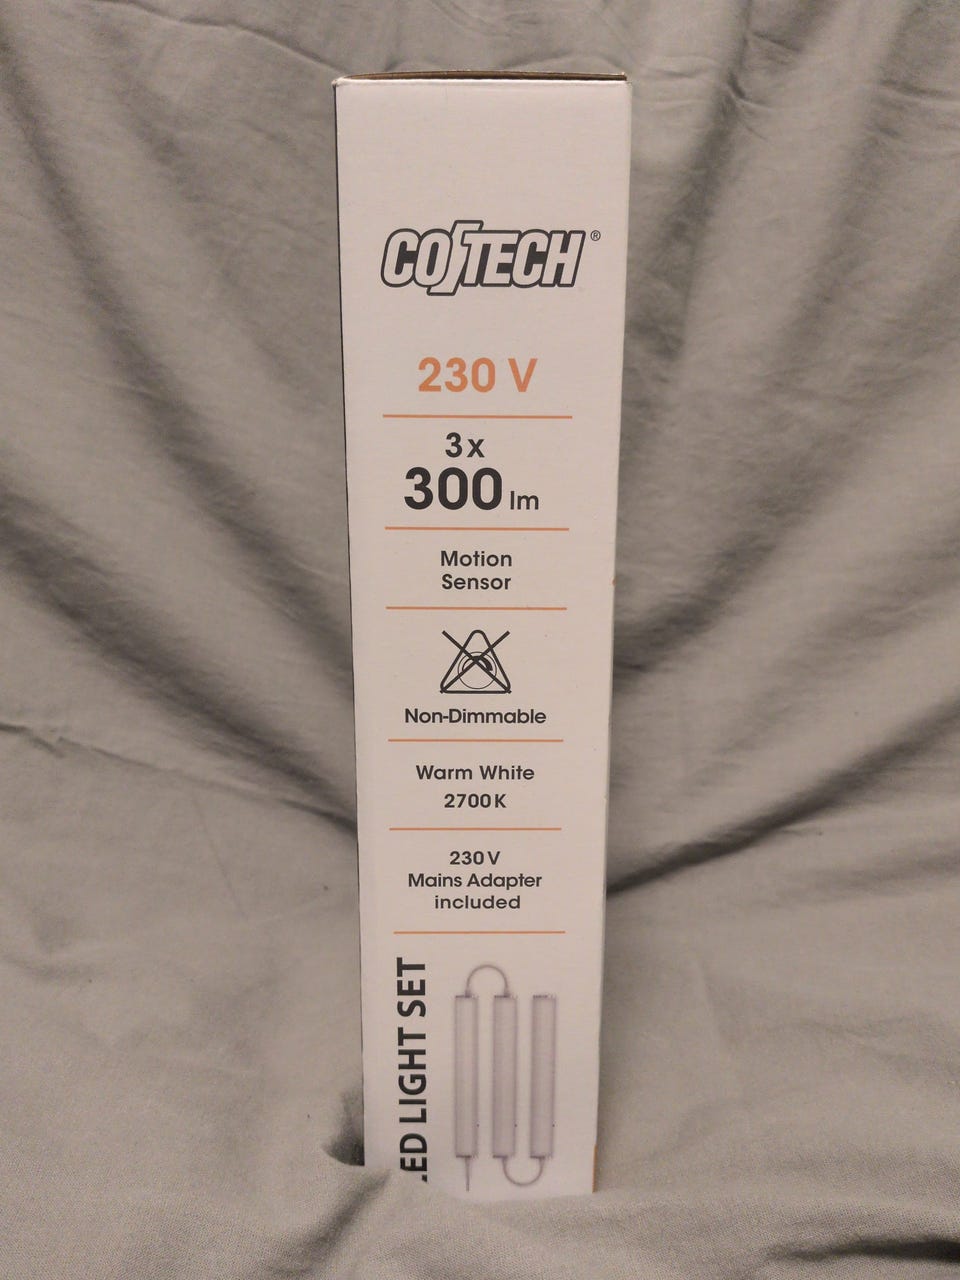 COTECH®
230 V
3x
300 lm
Motion
Sensor
Non-Dimmable
Warm White
2700K
230V
Mains Adapter
included
LED LIGHT SET